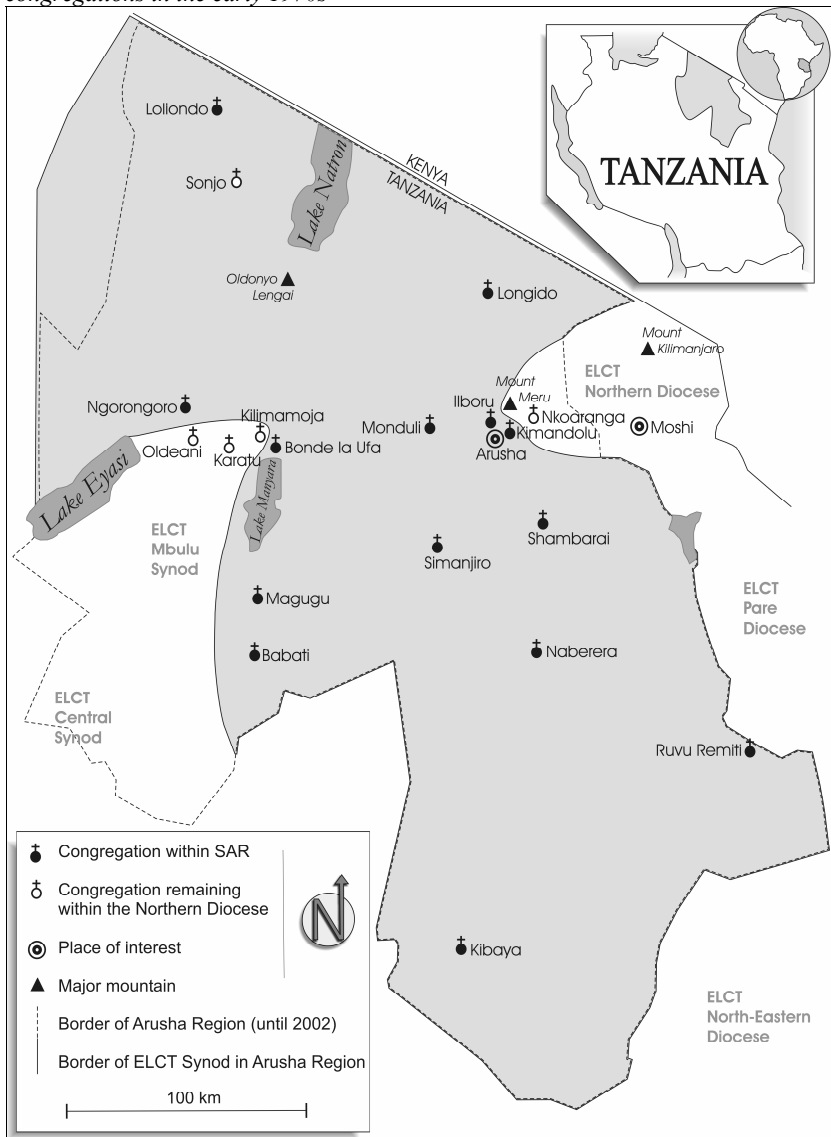 congregations in the early 1970s
TANZANIA
Lollondo
Sonjo
Lake Natron
KENYA
TANZANIA
Oldonyo
Lengai
Longido
Mount
Kilimanjaro
ELCT
Northern Diocese
Mount
Meru
Ngorongoro
Kilimamoja
Monduli
Ilboru
Nkoaranga
Moshi
Kimandolu
Oldeani
Karatu
Bonde la Ufa
Arusha
Lake Eyasi
Lake Manyara
ELCT
Mbulu
Synod
Shambarai
Simanjiro
Magugu
ELCT
Pare
Diocese
Babati
Naberera
ELCT
Central
Synod
Ruvu Remiti
Kibaya
ELCT
North-Eastern
Diocese
Congregation within SAR
Congregation remaining
within the Northern Diocese
N
Place of interest
Major mountain
Border of Arusha Region (until 2002)
Border of ELCT Synod in Arusha Region
100 km